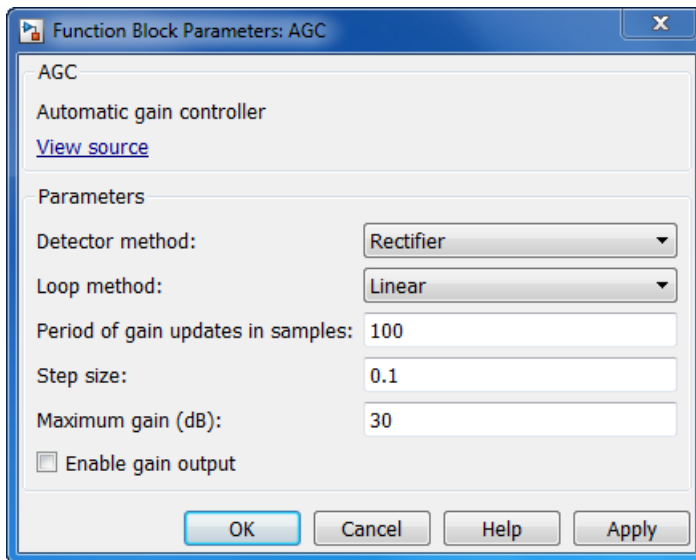 Function Block Parameters: AGC
AGC
Automatic gain controller
View source
Parameters
Detector method: Rectifier
Loop method: Linear
Period of gain updates in samples: 100
Step size: 0.1
Maximum gain (dB): 30
Enable gain output
OK Cancel Help Apply